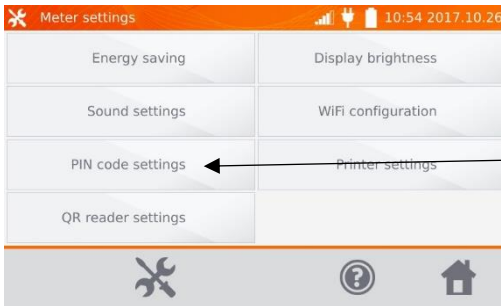 Meter settings 10:54 2017.10.26
Energy saving Display brightness
Sound settings WiFi configuration
PIN code settings Printer settings
QR reader settings
?